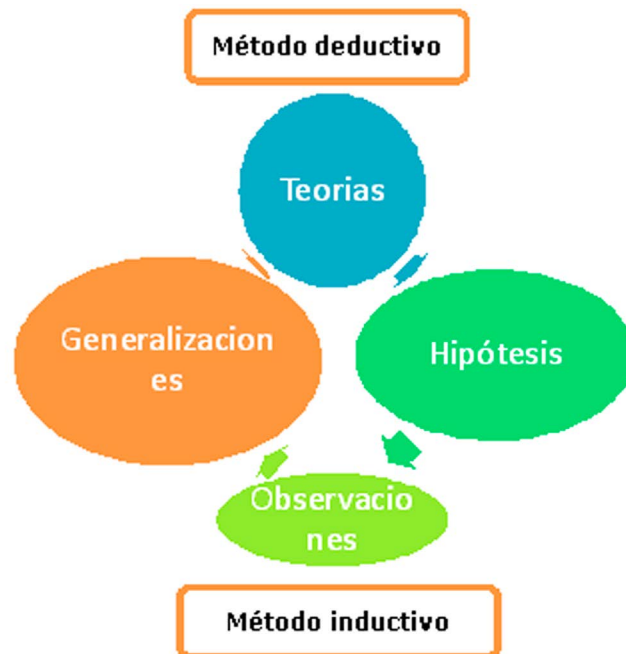 Método deductivo
Teorias
Generalizacion
es
Hipótesis
Observacio
nes
Método inductivo